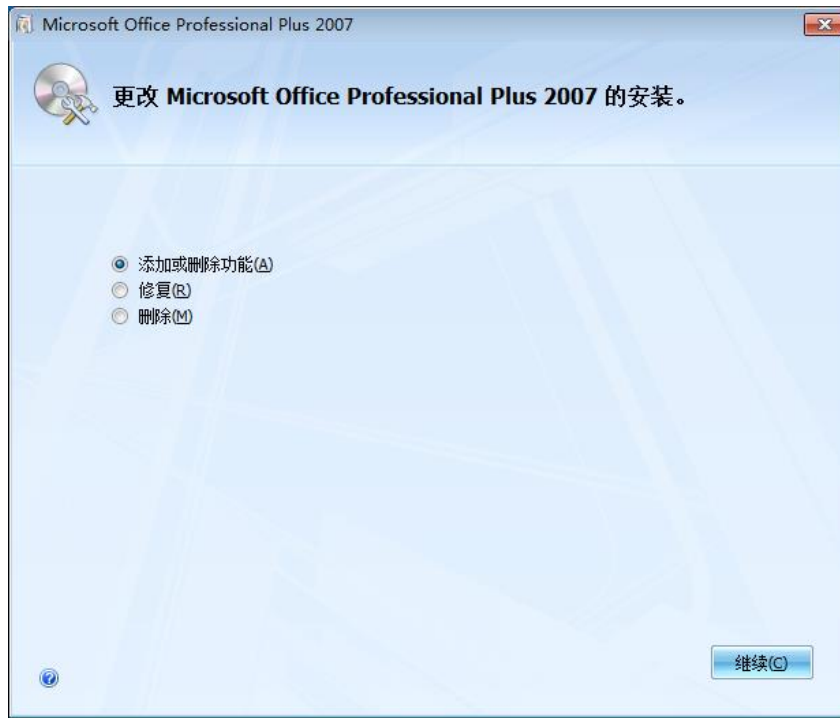 Microsoft Office Professional Plus 2007
更改 Microsoft Office Professional Plus 2007 的安装。
添加或删除功能(A)
修复(R)
删除(M)
继续(C)